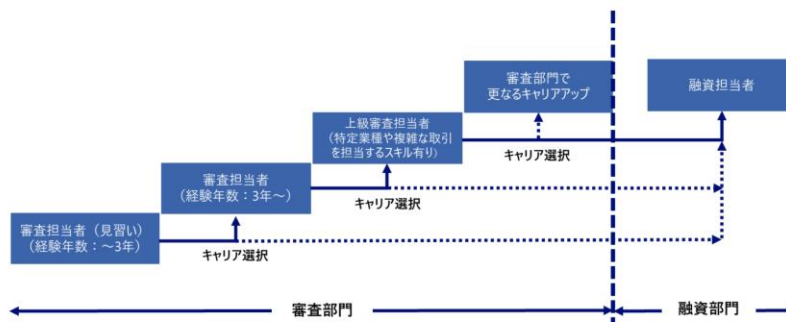 審査部門で
更なるキャリアアップ
融資担当者
上級審査担当者
(特定業種や複雑な取引
を担当するスキル有り)
キャリア選択
審査担当者
(経験年数：3年～)
キャリア選択
審査担当者（見習い）
(経験年数：～3年)
キャリア選択
審査部門
融資部門